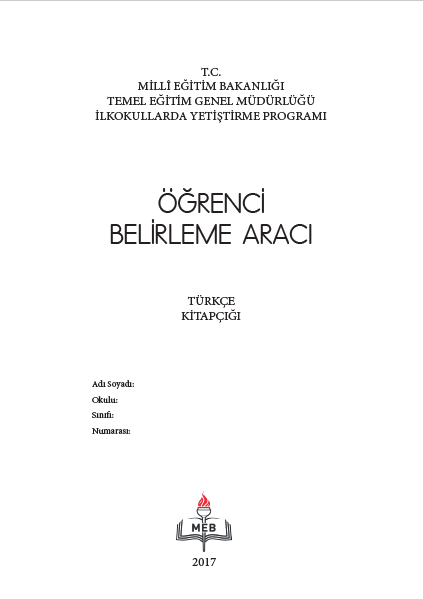 T.C.
MİLLÎ EĞİTİM BAKANLIĞI
TEMEL EĞİTİM GENEL MÜDÜRLÜĞÜ
İLKOKULLARDA YETİŞTİRME PROGRAMI
ÖĞRENCİ
BELİRLEME ARACI
TÜRKÇE
KİTAPÇIĞI
Adı Soyadı:
Okulu:
Sınıfı:
Numarası:
MEB
2017